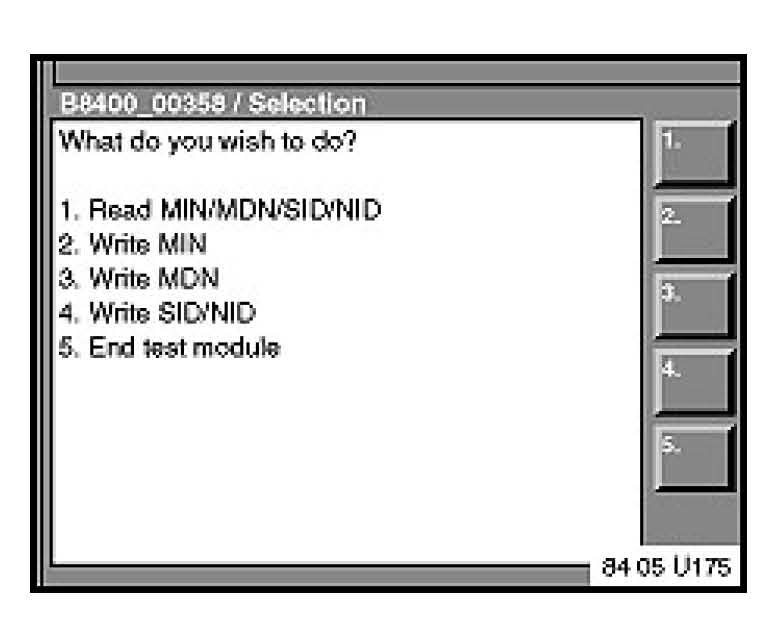 B8400_00358 / Selection
What do you wish to do?
1. Read MIN/MDN/SID/NID
2. Write MIN
3. Write MDN
4. Write SID/NID
5. End test module
1.
2.
3.
4.
5.
84 05 U175